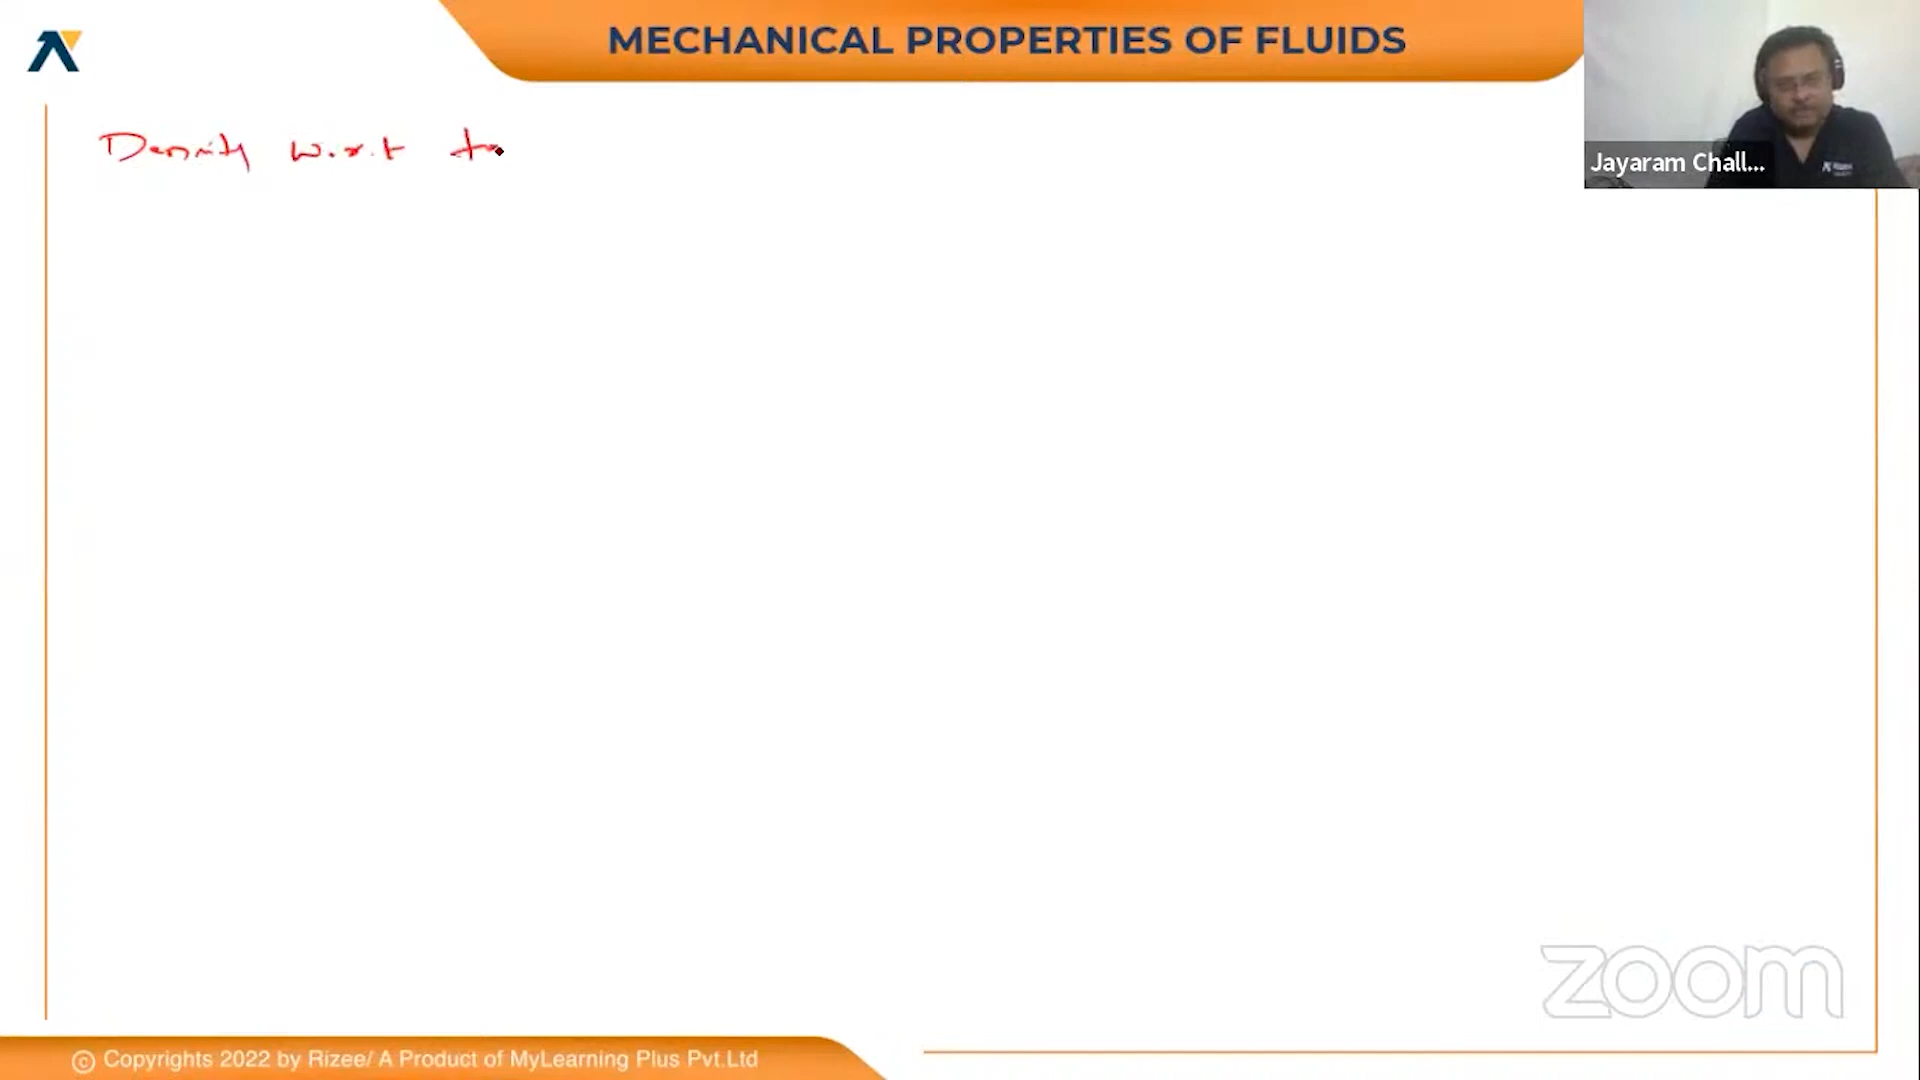 MECHANICAL PROPERTIES OF FLUIDS
Jayaram Chall...
Density w.r.t
zoom
© Copyrights 2022 by Rizee/ A Product of MyLearning Plus Pvt.Ltd